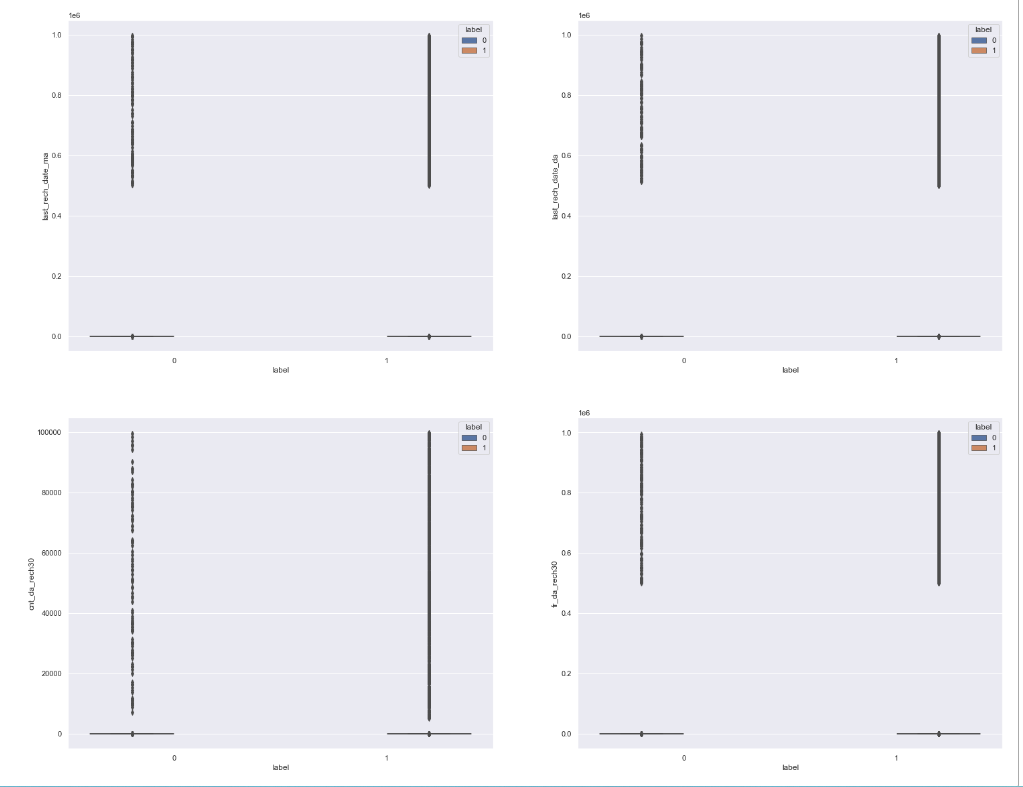 1e6
1.0
0.8
0.6
0.4
0.2
0.0
last_rech_date_ma
label
0
1
0
1
label
1e6
1.0
0.8
0.6
0.4
0.2
0.0
last_rech_date_da
label
0
1
0
1
label
100000
80000
60000
40000
20000
0
cnt_da_rech30
label
0
1
0
1
label
1e6
1.0
0.8
0.6
0.4
0.2
0.0
fr_da_rech30
label
0
1
0
1
label